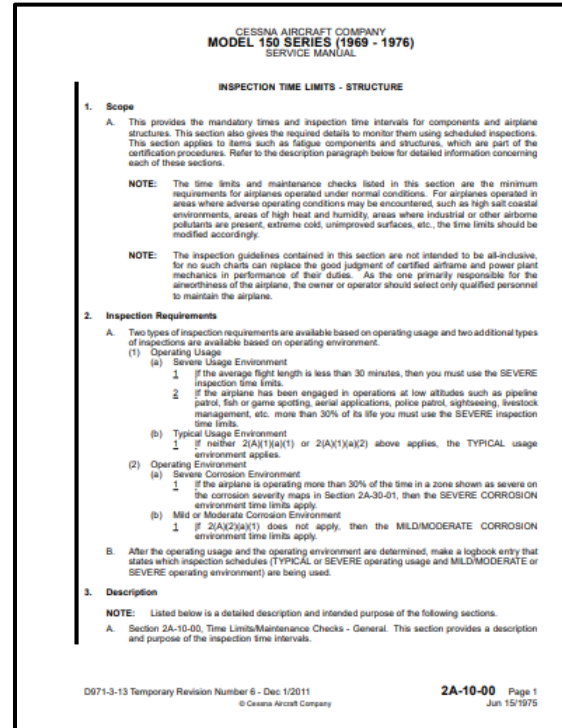 CESSNA AIRCRAFT COMPANY
MODEL 150 SERIES (1969 - 1976)
SERVICE MANUAL
INSPECTION TIME LIMITS - STRUCTURE
1. Scope
A. This provides the mandatory times and inspection time intervals for components and airplane
structures. This section also gives the required details to monitor them using scheduled inspections.
This section applies to items such as fatigue components and structures, which are part of the
certification procedures. Refer to the description paragraph below for detailed information concerning
each of these sections.
NOTE: The time limits and maintenance checks listed in this section are the minimum
requirements for airplanes operated under normal conditions. For airplanes operated in
areas where adverse operating conditions may be encountered, such as high salt coastal
environments, areas of high heat and humidity, areas where industrial or other airborne
pollutants are present, extreme cold, unimproved surfaces, etc., the time limits should be
modified accordingly.
NOTE: The inspection guidelines contained in this section are not intended to be all-inclusive,
for no such charts can replace the good judgment of certified airframe and power plant
mechanics in performance of their duties. As the one primarily responsible for the
airworthiness of the airplane, the owner or operator should select only qualified personnel
to maintain the airplane.
2. Inspection Requirements
A. Two types of inspection requirements are available based on operating usage and two additional types
of inspections are available based on operating environment.
(1) Operating Usage
(a) Severe Usage Environment
1 If the average flight length is less than 30 minutes, then you must use the SEVERE
inspection time limits.
2 If the airplane has been engaged in operations at low altitudes such as pipeline
patrol, fish or game spotting, aerial applications, police patrol, sightseeing, livestock
management, etc. more than 30% of its life you must use the SEVERE inspection
time limits.
(b) Typical Usage Environment
1 If neither 2(A)(1)(a)(1) or 2(A)(1)(a)(2) above applies, the TYPICAL usage
environment applies.
(2) Operating Environment
(a) Severe Corrosion Environment
1 If the airplane is operating more than 30% of the time in a zone shown as severe on
the corrosion severity maps in Section 2A-30-01, then the SEVERE CORROSION
environment time limits apply.
(b) Mild or Moderate Corrosion Environment
1 If 2(A)(2)(a)(1) does not apply, then the MILD/MODERATE CORROSION
environment time limits apply.
B. After the operating usage and the operating environment are determined, make a logbook entry that
states which inspection schedules (TYPICAL or SEVERE operating usage and MILD/MODERATE or
SEVERE operating environment) are being used.
3. Description
NOTE: Listed below is a detailed description and intended purpose of the following sections.
A. Section 2A-10-00, Time Limits/Maintenance Checks - General. This section provides a description
and purpose of the inspection time intervals.
D971-3-13 Temporary Revision Number 6 - Dec 1/2011
2A-10-00 Page 1
© Cessna Aircraft Company
Jun 15/1975